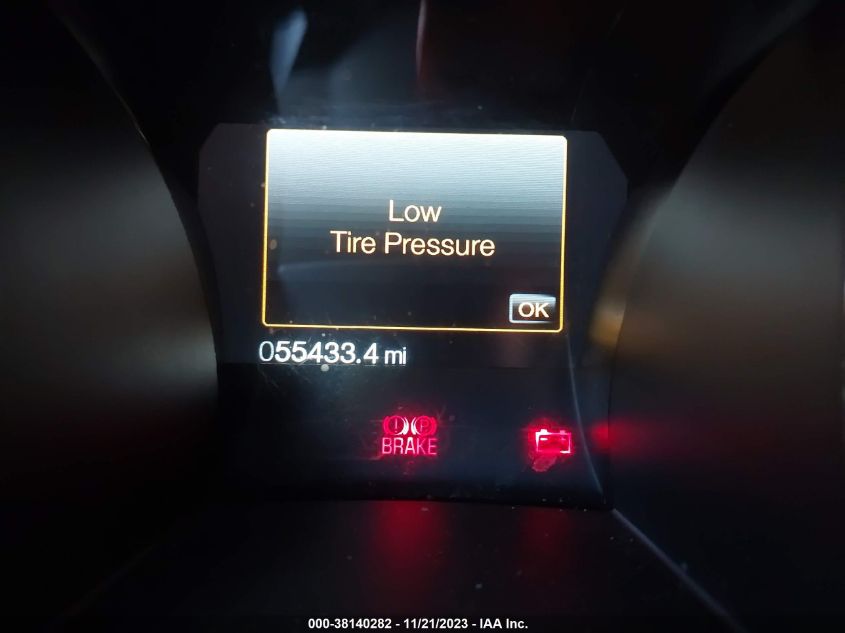 Low
Tire Pressure
OK
055433.4 mi
! P
BRAKE
000-38140282 - 11/21/2023 - IAA Inc.